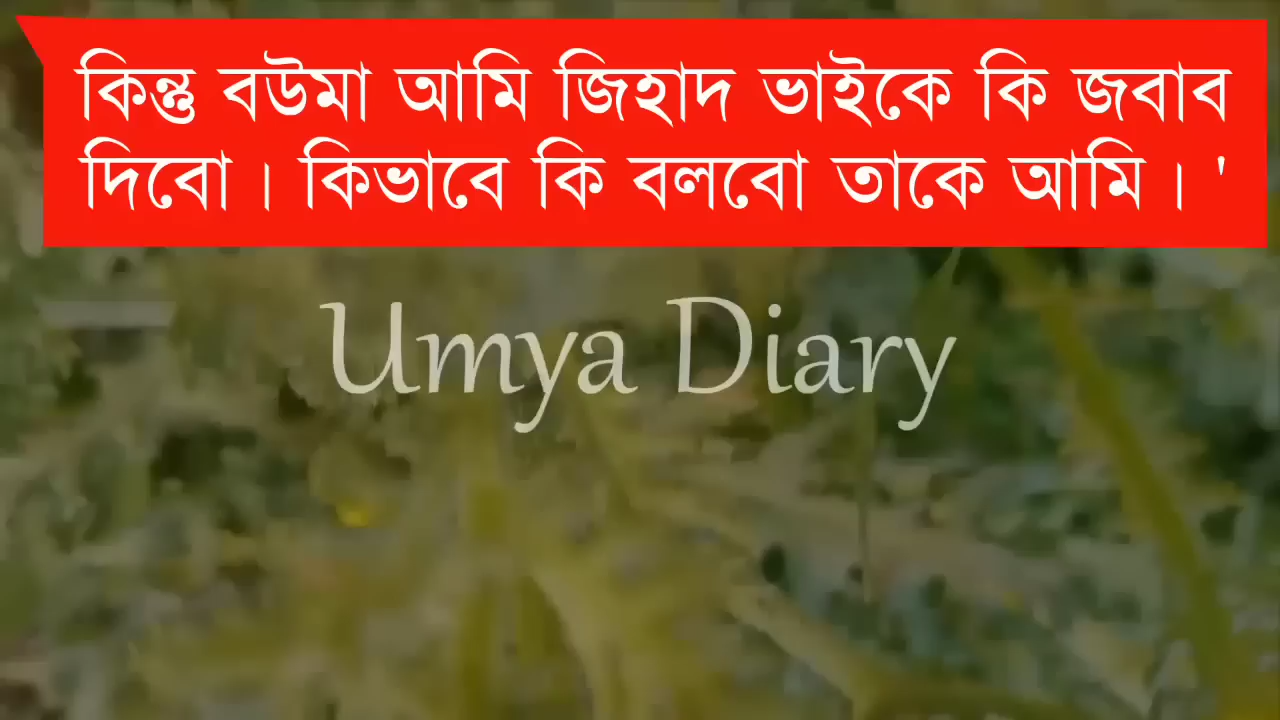 কিন্তু বউমা আমি জিহাদ ভাইকে কি জবাব
দিবো। কিভাবে কি বলবো তাকে আমি। '
Umya Diary